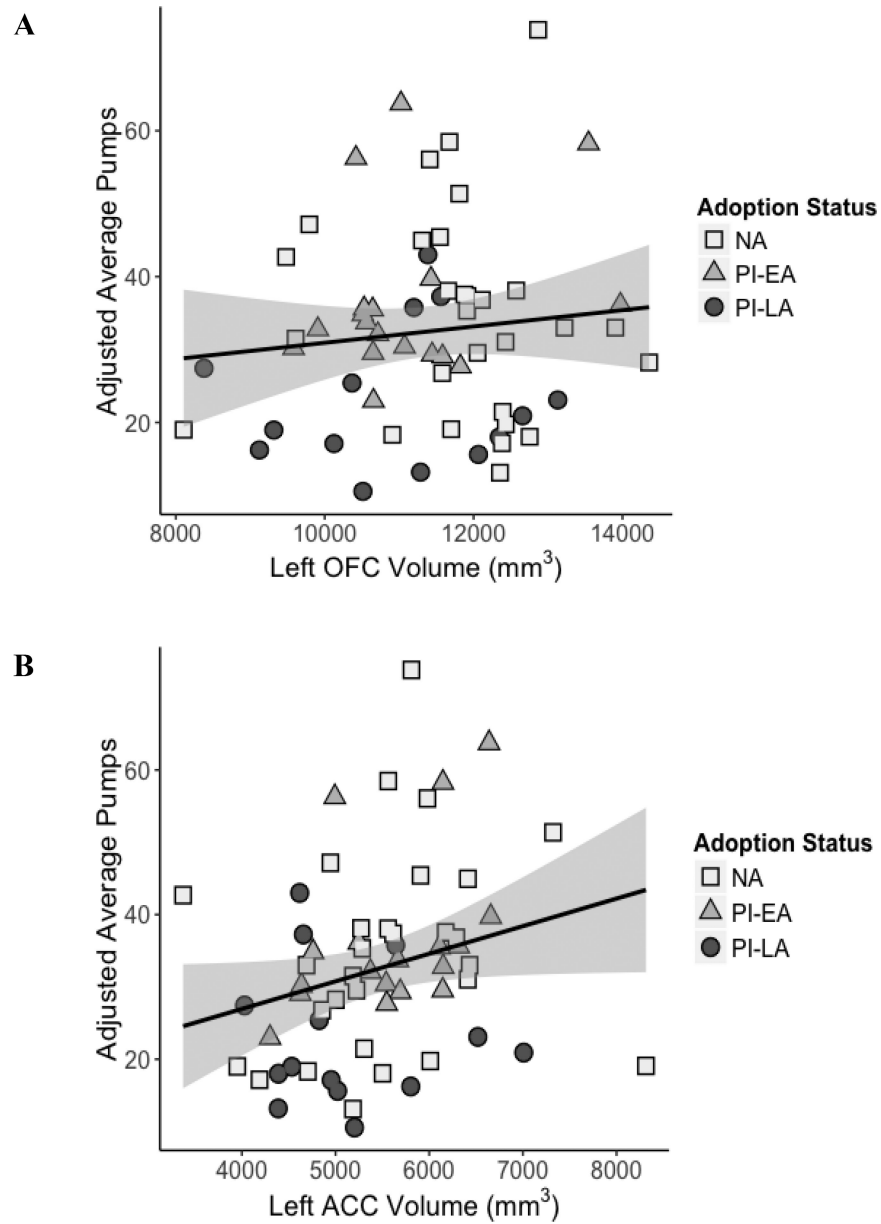 A
Adjusted Average Pumps
60
40
20
8000 10000 12000 14000
Left OFC Volume (mm³)
Adoption Status
NA
PI-EA
PI-LA
B
Adjusted Average Pumps
60
40
20
4000 5000 6000 7000 8000
Left ACC Volume (mm³)
Adoption Status
NA
PI-EA
PI-LA